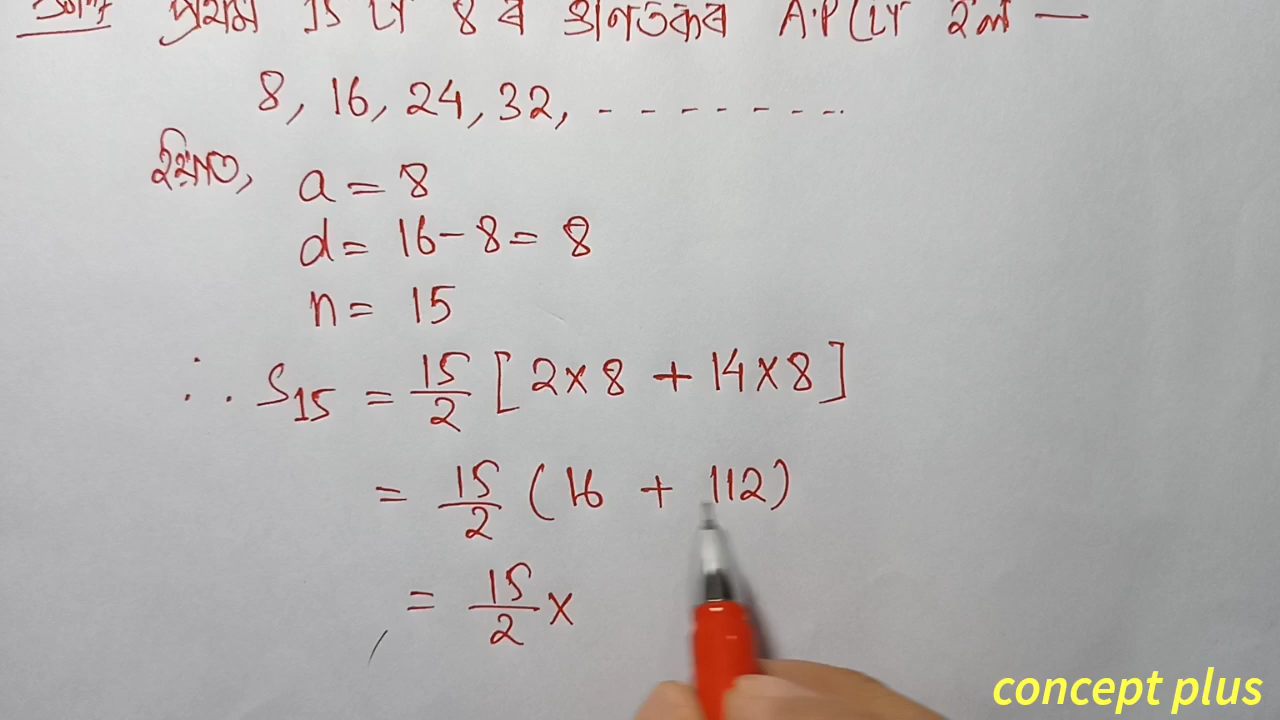 প্ৰথম 15 টা 8 ৰ গুণিতকৰ A.P টো হ'ল —
8, 16, 24, 32, - - - - - - - ..
ইয়াত, a = 8
d = 16 - 8 = 8
n = 15
∴ S₁₅ = 15/2 [2×8 + 14×8]
= 15/2 (16 + 112)
= 15/2 ×
concept plus